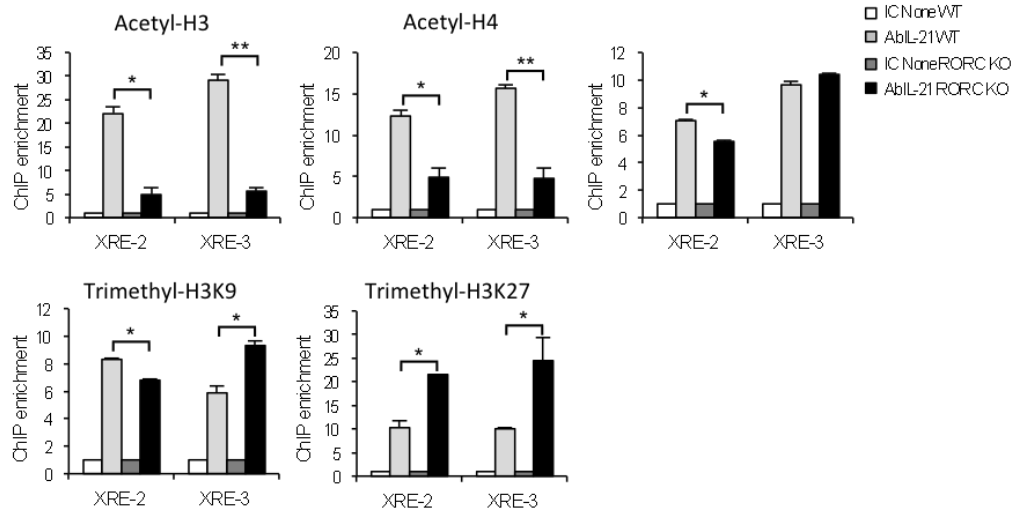 Acetyl-H3
Acetyl-H4
IC None WT
AbIL-21 WT
IC None RORC KO
AbIL-21 RORC KO
ChIP enrichment
35
30
25
20
15
10
5
0
*
**
XRE-2
XRE-3
ChIP enrichment
20
15
10
5
0
*
**
XRE-2
XRE-3
ChIP enrichment
12
10
8
6
4
2
0
*
XRE-2
XRE-3
Trimethyl-H3K9
Trimethyl-H3K27
ChIP enrichment
12
10
8
6
4
2
0
*
*
XRE-2
XRE-3
ChIP enrichment
35
30
25
20
15
10
5
0
*
*
XRE-2
XRE-3